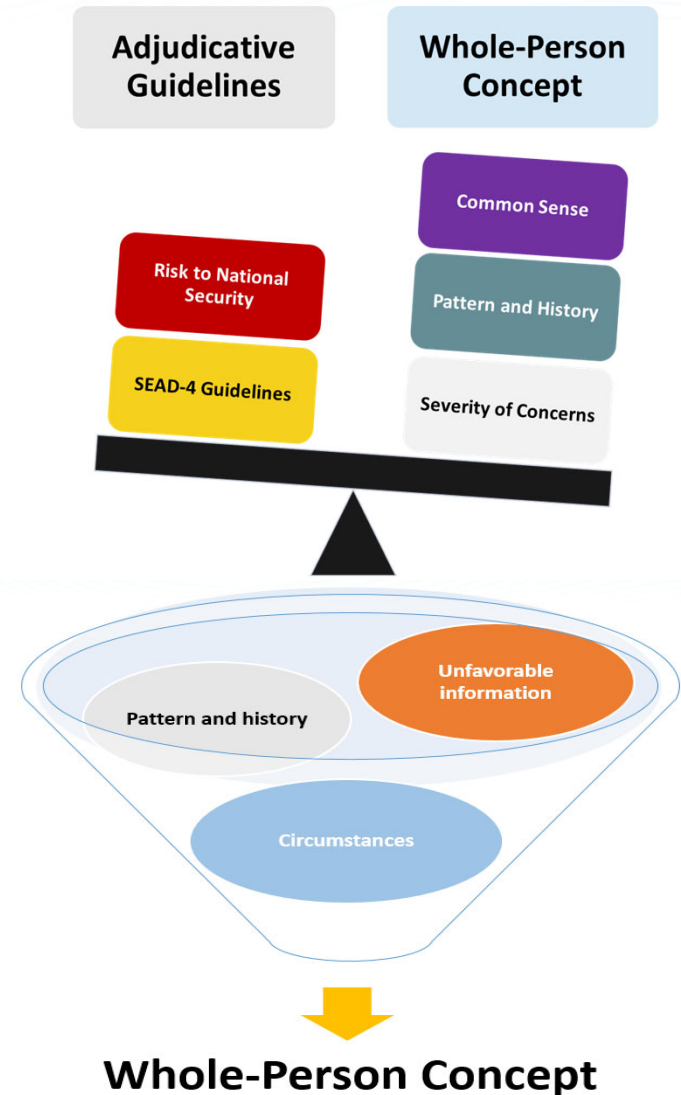 Adjudicative
Guidelines
Whole-Person
Concept
Common Sense
Risk to National
Security
Pattern and History
SEAD-4 Guidelines
Severity of Concerns
Unfavorable
information
Pattern and history
Circumstances
Whole-Person Concept